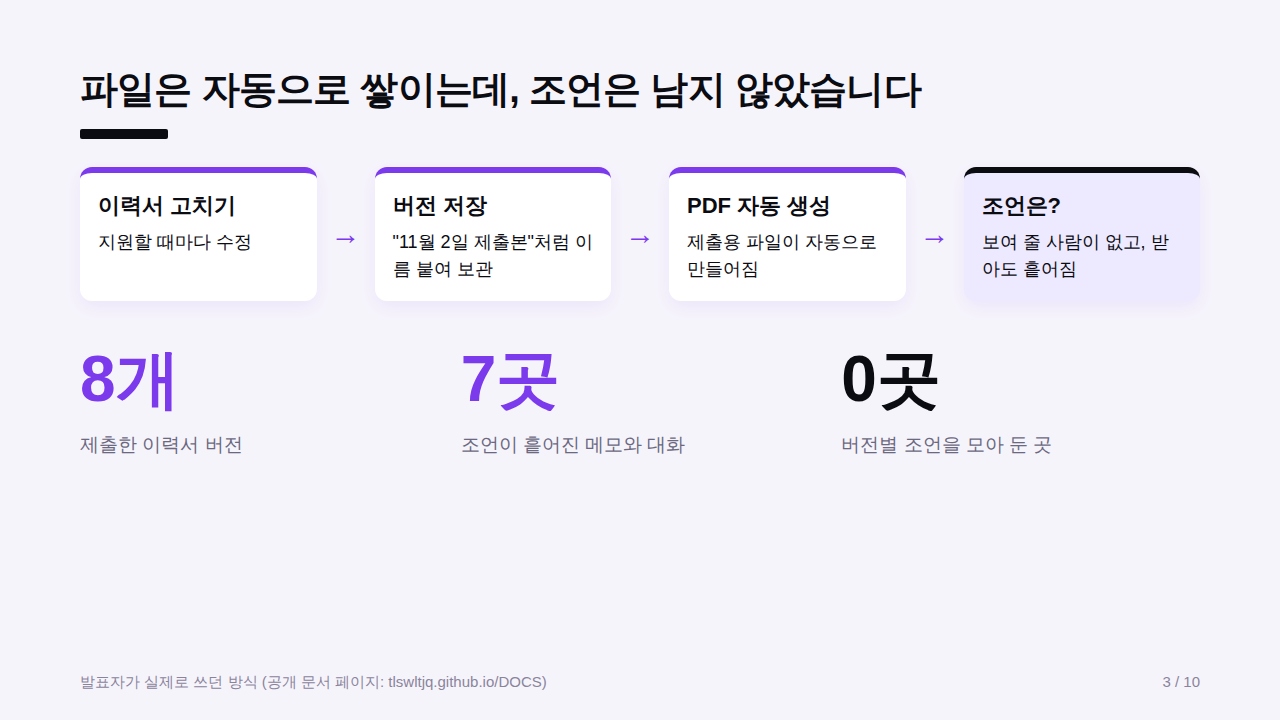 파일은 자동으로 쌓이는데, 조언은 남지 않았습니다
이력서 고치기
지원할 때마다 수정
→
버전 저장
"11월 2일 제출본"처럼 이
름 붙여 보관
→
PDF 자동 생성
제출용 파일이 자동으로
만들어짐
→
조언은?
보여 줄 사람이 없고, 받
아도 흩어짐
8개
제출한 이력서 버전
7곳
조언이 흩어진 메모와 대화
0곳
버전별 조언을 모아 둔 곳
발표자가 실제로 쓰던 방식 (공개 문서 페이지: tlswltjq.github.io/DOCS)
3 / 10